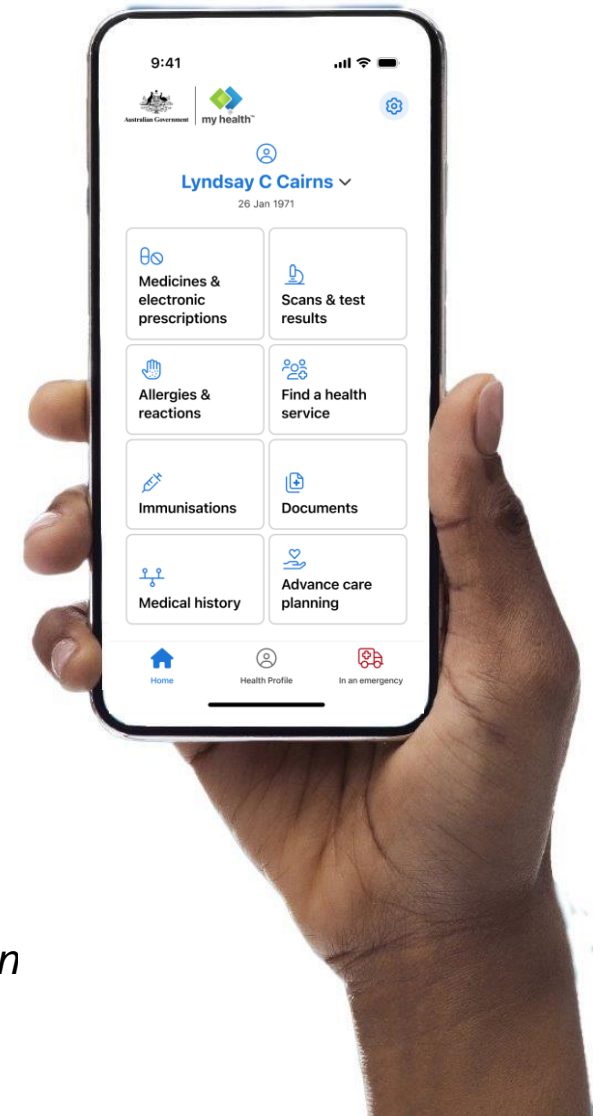 9:41
Australian Government
my health™
Lyndsay C Cairns
26 Jan 1971
Medicines &
electronic
prescriptions
Scans & test
results
Allergies &
reactions
Find a health
service
Immunisations
Documents
Medical history
Advance care
planning
Home
Health Profile
In an emergency
n